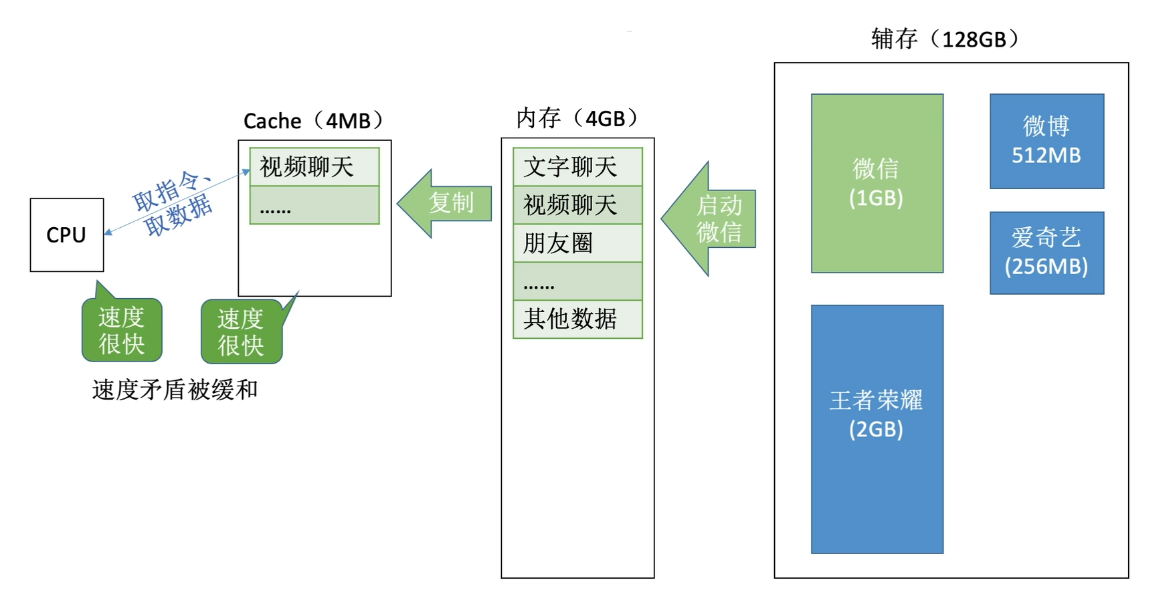 辅存（128GB）
Cache（4MB）
内存（4GB）
视频聊天
......
取指令、
取数据
CPU
复制
文字聊天
视频聊天
朋友圈
......
其他数据
启动
微信
微信
(1GB)
微博
512MB
爱奇艺
(256MB)
王者荣耀
(2GB)
速度
很快
速度
很快
速度矛盾被缓和